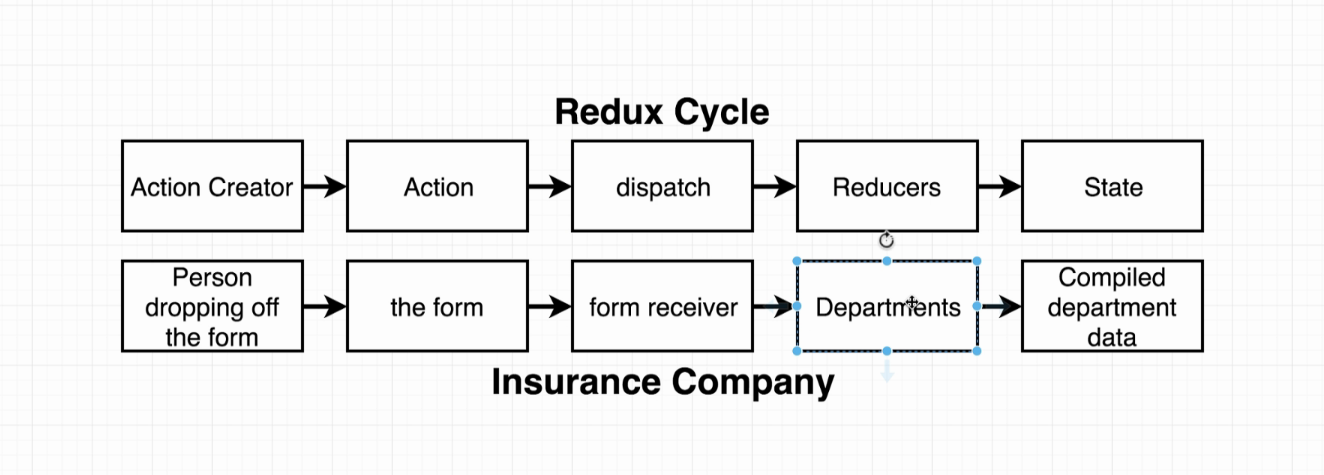 Redux Cycle
Action Creator
Action
dispatch
Reducers
State
Person
dropping off
the form
the form
form receiver
Departments
Compiled
department
data
Insurance Company